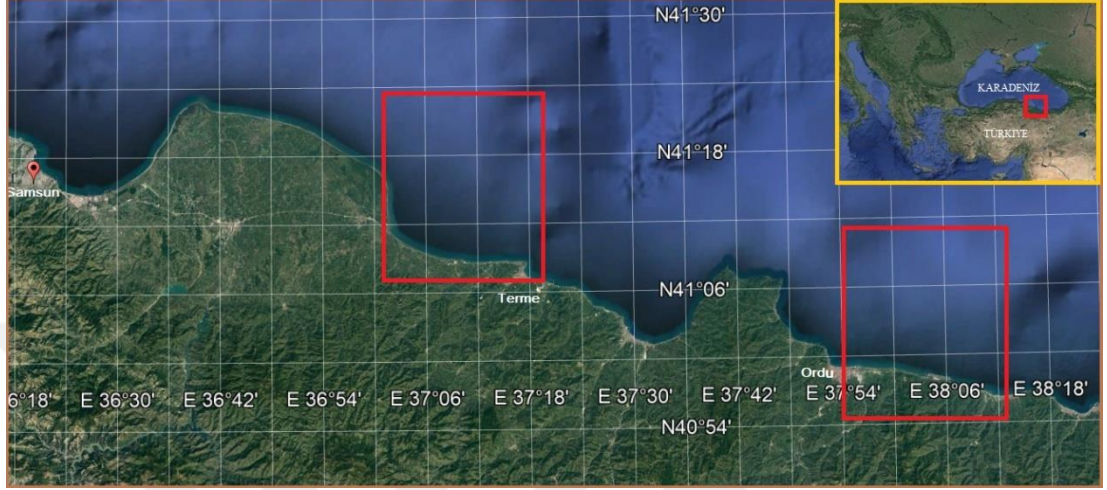 N41°30'
KARADENİZ
TÜRKİYE
N41°18'
Samsun
N41°06'
Terme
Ordu
6°18' E 36°30' E 36°42' E 36°54' E 37°06' E 37°18' E 37°30' E 37°42' E 37°54' E 38°06' E 38°18'
N40°54'